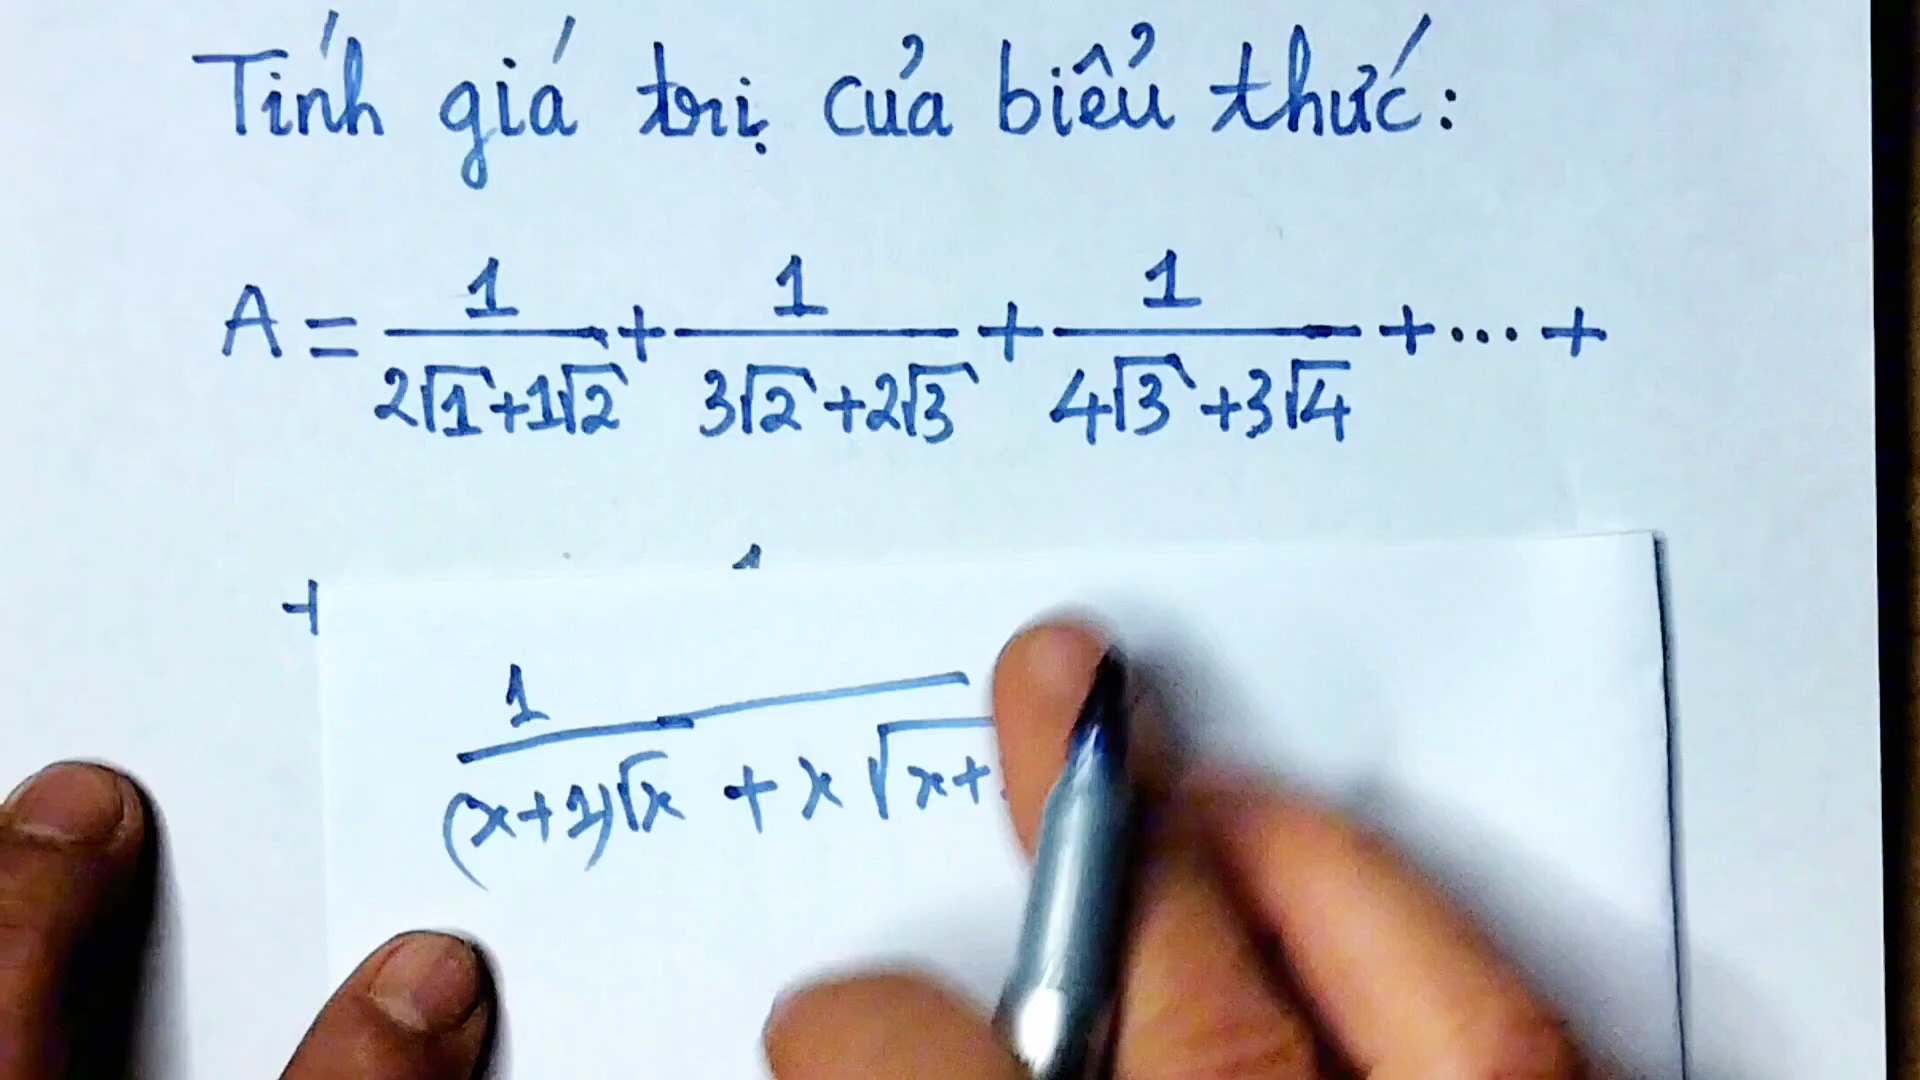 Tính giá trị của biểu thức:
A = 1/(2√1+1√2) + 1/(3√2+2√3) + 1/(4√3+3√4) + ... +
+
1/((x+1)√x + x√x+